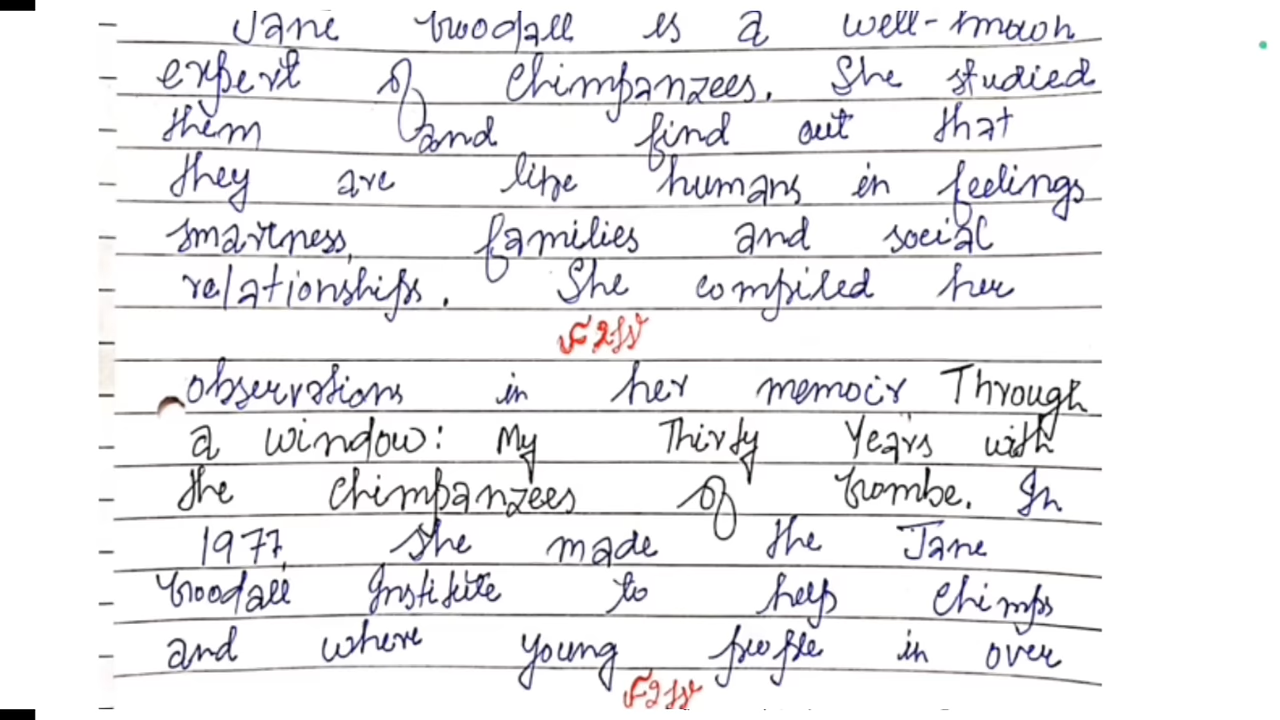 Jane Goodall is a well-known
expert of Chimpanzees. She studied
them and find out that
they are like humans in feelings
smartness, families and social
relationships. She compiled her
observations in her memoir Through
a window: My Thirty Years with
the Chimpanzees of Gombe. In
1977, she made the Jane
Goodall Institute to help Chimps
and where young people in over